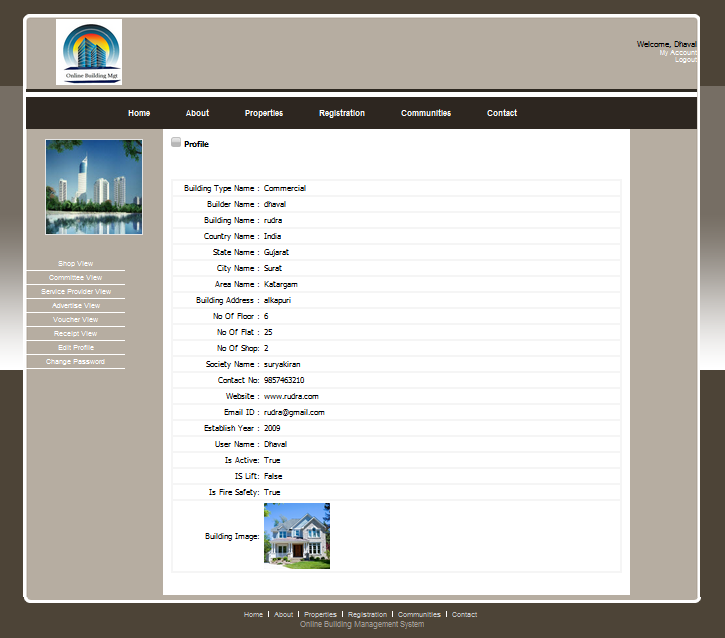 Online Building Mgt
Welcome, Dhaval
My Account
Logout
Home About Properties Registration Communities Contact
Profile
Shop View
Committee View
Service Provider View
Advertise View
Voucher View
Receipt View
Edit Profile
Change Password
Building Type Name : Commercial
Builder Name : dhaval
Building Name : rudra
Country Name : India
State Name : Gujarat
City Name : Surat
Area Name : Katargam
Building Address : alkapuri
No Of Floor : 6
No Of Flat : 25
No Of Shop: 2
Society Name : suryakiran
Contact No: 9857463210
Website : www.rudra.com
Email ID : rudra@gmail.com
Establish Year : 2009
User Name : Dhaval
Is Active: True
IS Lift: False
Is Fire Safety: True
Building Image:
Home | About | Properties | Registration | Communities | Contact
Online Building Management System